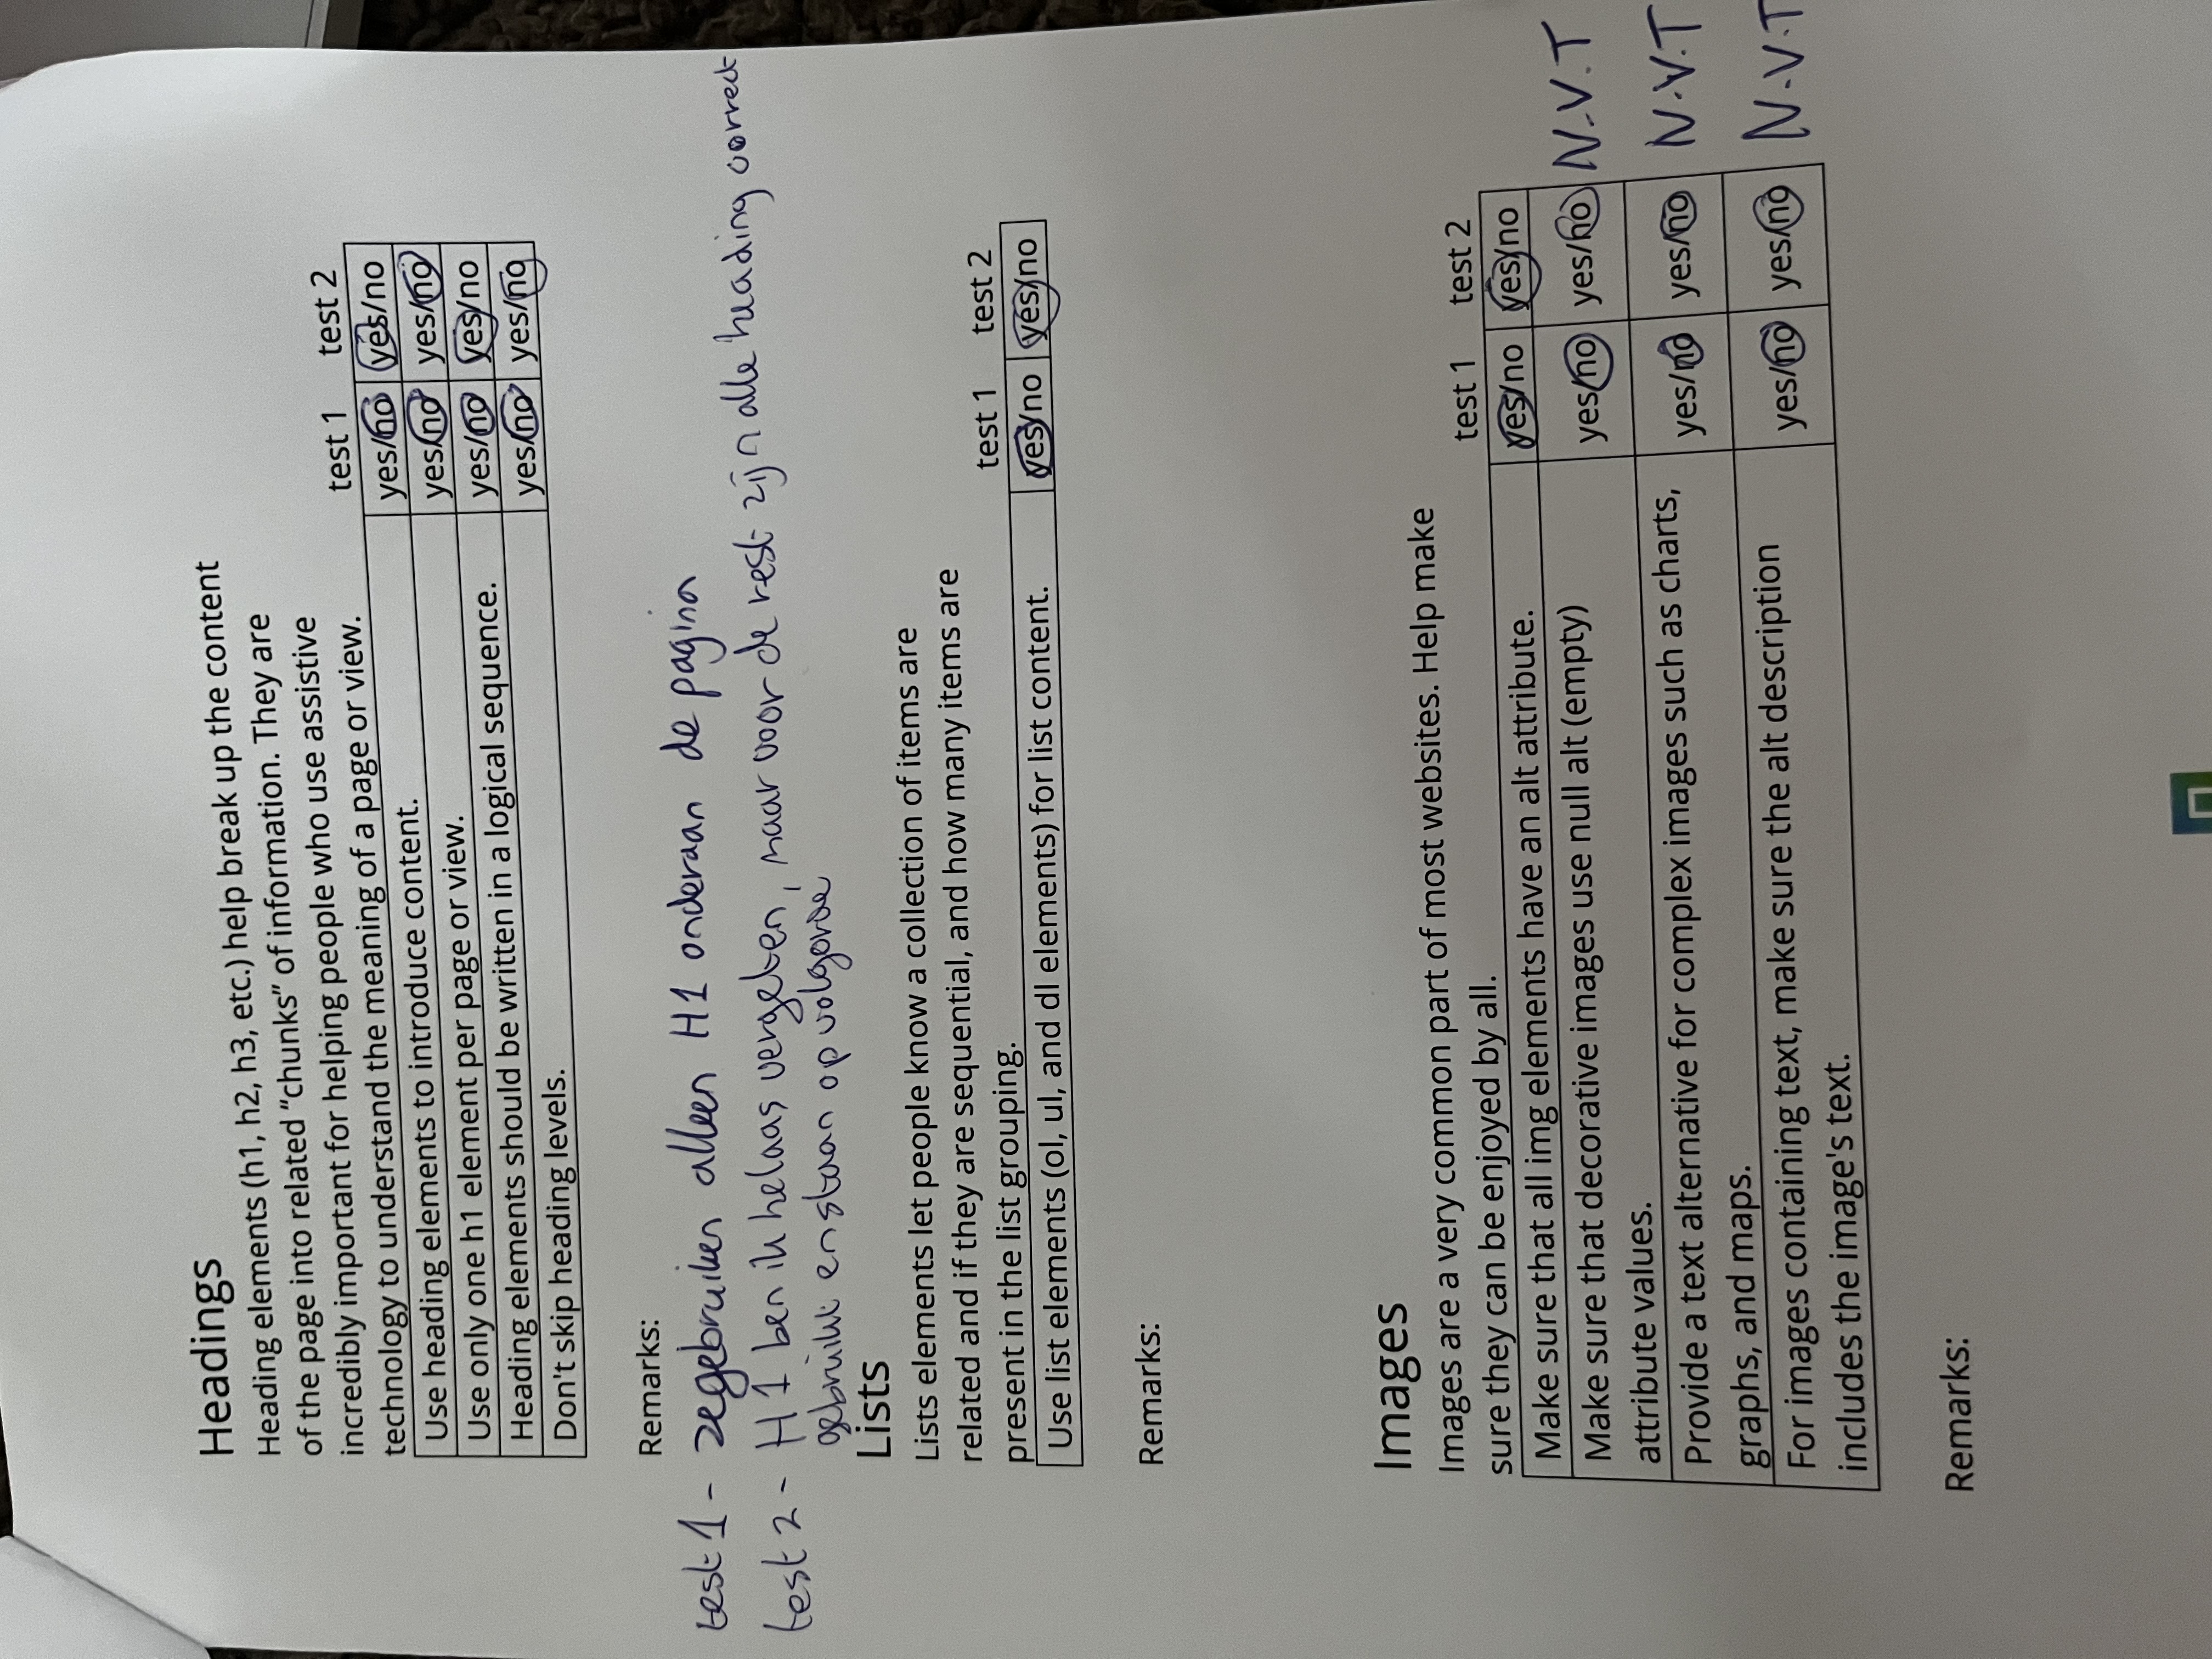 Headings
Heading elements (h1, h2, h3, etc.) help break up the content
of the page into related “chunks” of information. They are
incredibly important for helping people who use assistive
technology to understand the meaning of a page or view.
test 1 test 2
Use heading elements to introduce content. yes/no yes/no
Use only one h1 element per page or view. yes/no yes/no
Heading elements should be written in a logical sequence. yes/no yes/no
Don't skip heading levels. yes/no yes/no
Remarks:
test 1 - ze gebruiken alleen H1 onderaan de pagina
test 2 - H1 ben ik helaas vergeten, maar voor de rest zijn alle heading correct
gebruikt en staan op volgorde
Lists
Lists elements let people know a collection of items are
related and if they are sequential, and how many items are
present in the list grouping.
test 1 test 2
Use list elements (ol, ul, and dl elements) for list content. yes/no yes/no
Remarks:
Images
Images are a very common part of most websites. Help make
sure they can be enjoyed by all.
test 1 test 2
Make sure that all img elements have an alt attribute. yes/no yes/no
Make sure that decorative images use null alt (empty)
attribute values. yes/no yes/no N.V.T
Provide a text alternative for complex images such as charts,
graphs, and maps. yes/no yes/no N.V.T
For images containing text, make sure the alt description
includes the image's text. yes/no yes/no N.V.T
Remarks: